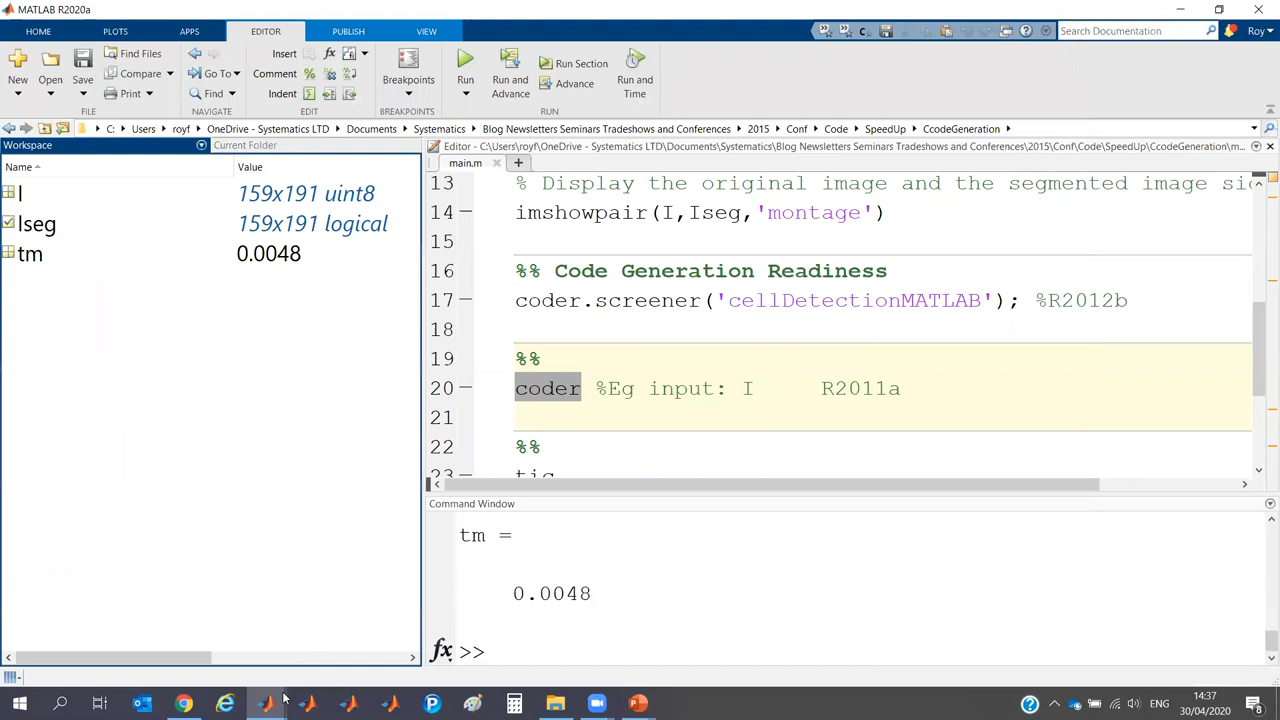 MATLAB R2020a
HOME PLOTS APPS EDITOR PUBLISH VIEW
Search Documentation
Roy
New Open Save
Find Files
Compare
Print
FILE
Go To
Find
NAVIGATE
Insert
Comment
Indent
EDIT
Breakpoints
BREAKPOINTS
Run
Run and Advance
Run Section
Advance
Run and Time
RUN
C: Users royf OneDrive - Systematics LTD Documents Systematics Blog Newsletters Seminars Tradeshows and Conferences 2015 Conf Code SpeedUp CcodeGeneration
Workspace
Current Folder
Name Value
I 159x191 uint8
Iseg 159x191 logical
tm 0.0048
Editor - C:\Users\royf\OneDrive - Systematics LTD\Documents\Systematics\Blog Newsletters Seminars Tradeshows and Conferences\2015\Conf\Code\SpeedUp\CcodeGeneration\m...
main.m
13 % Display the original image and the segmented image si
14 imshowpair(I,Iseg,'montage')
15
16 %% Code Generation Readiness
17 coder.screener('cellDetectionMATLAB'); %R2012b
18
19 %%
20 coder %Eg input: I R2011a
21
22 %%
23 tic
Command Window
tm =
0.0048
fx >>
ENG
14:37
30/04/2020
8